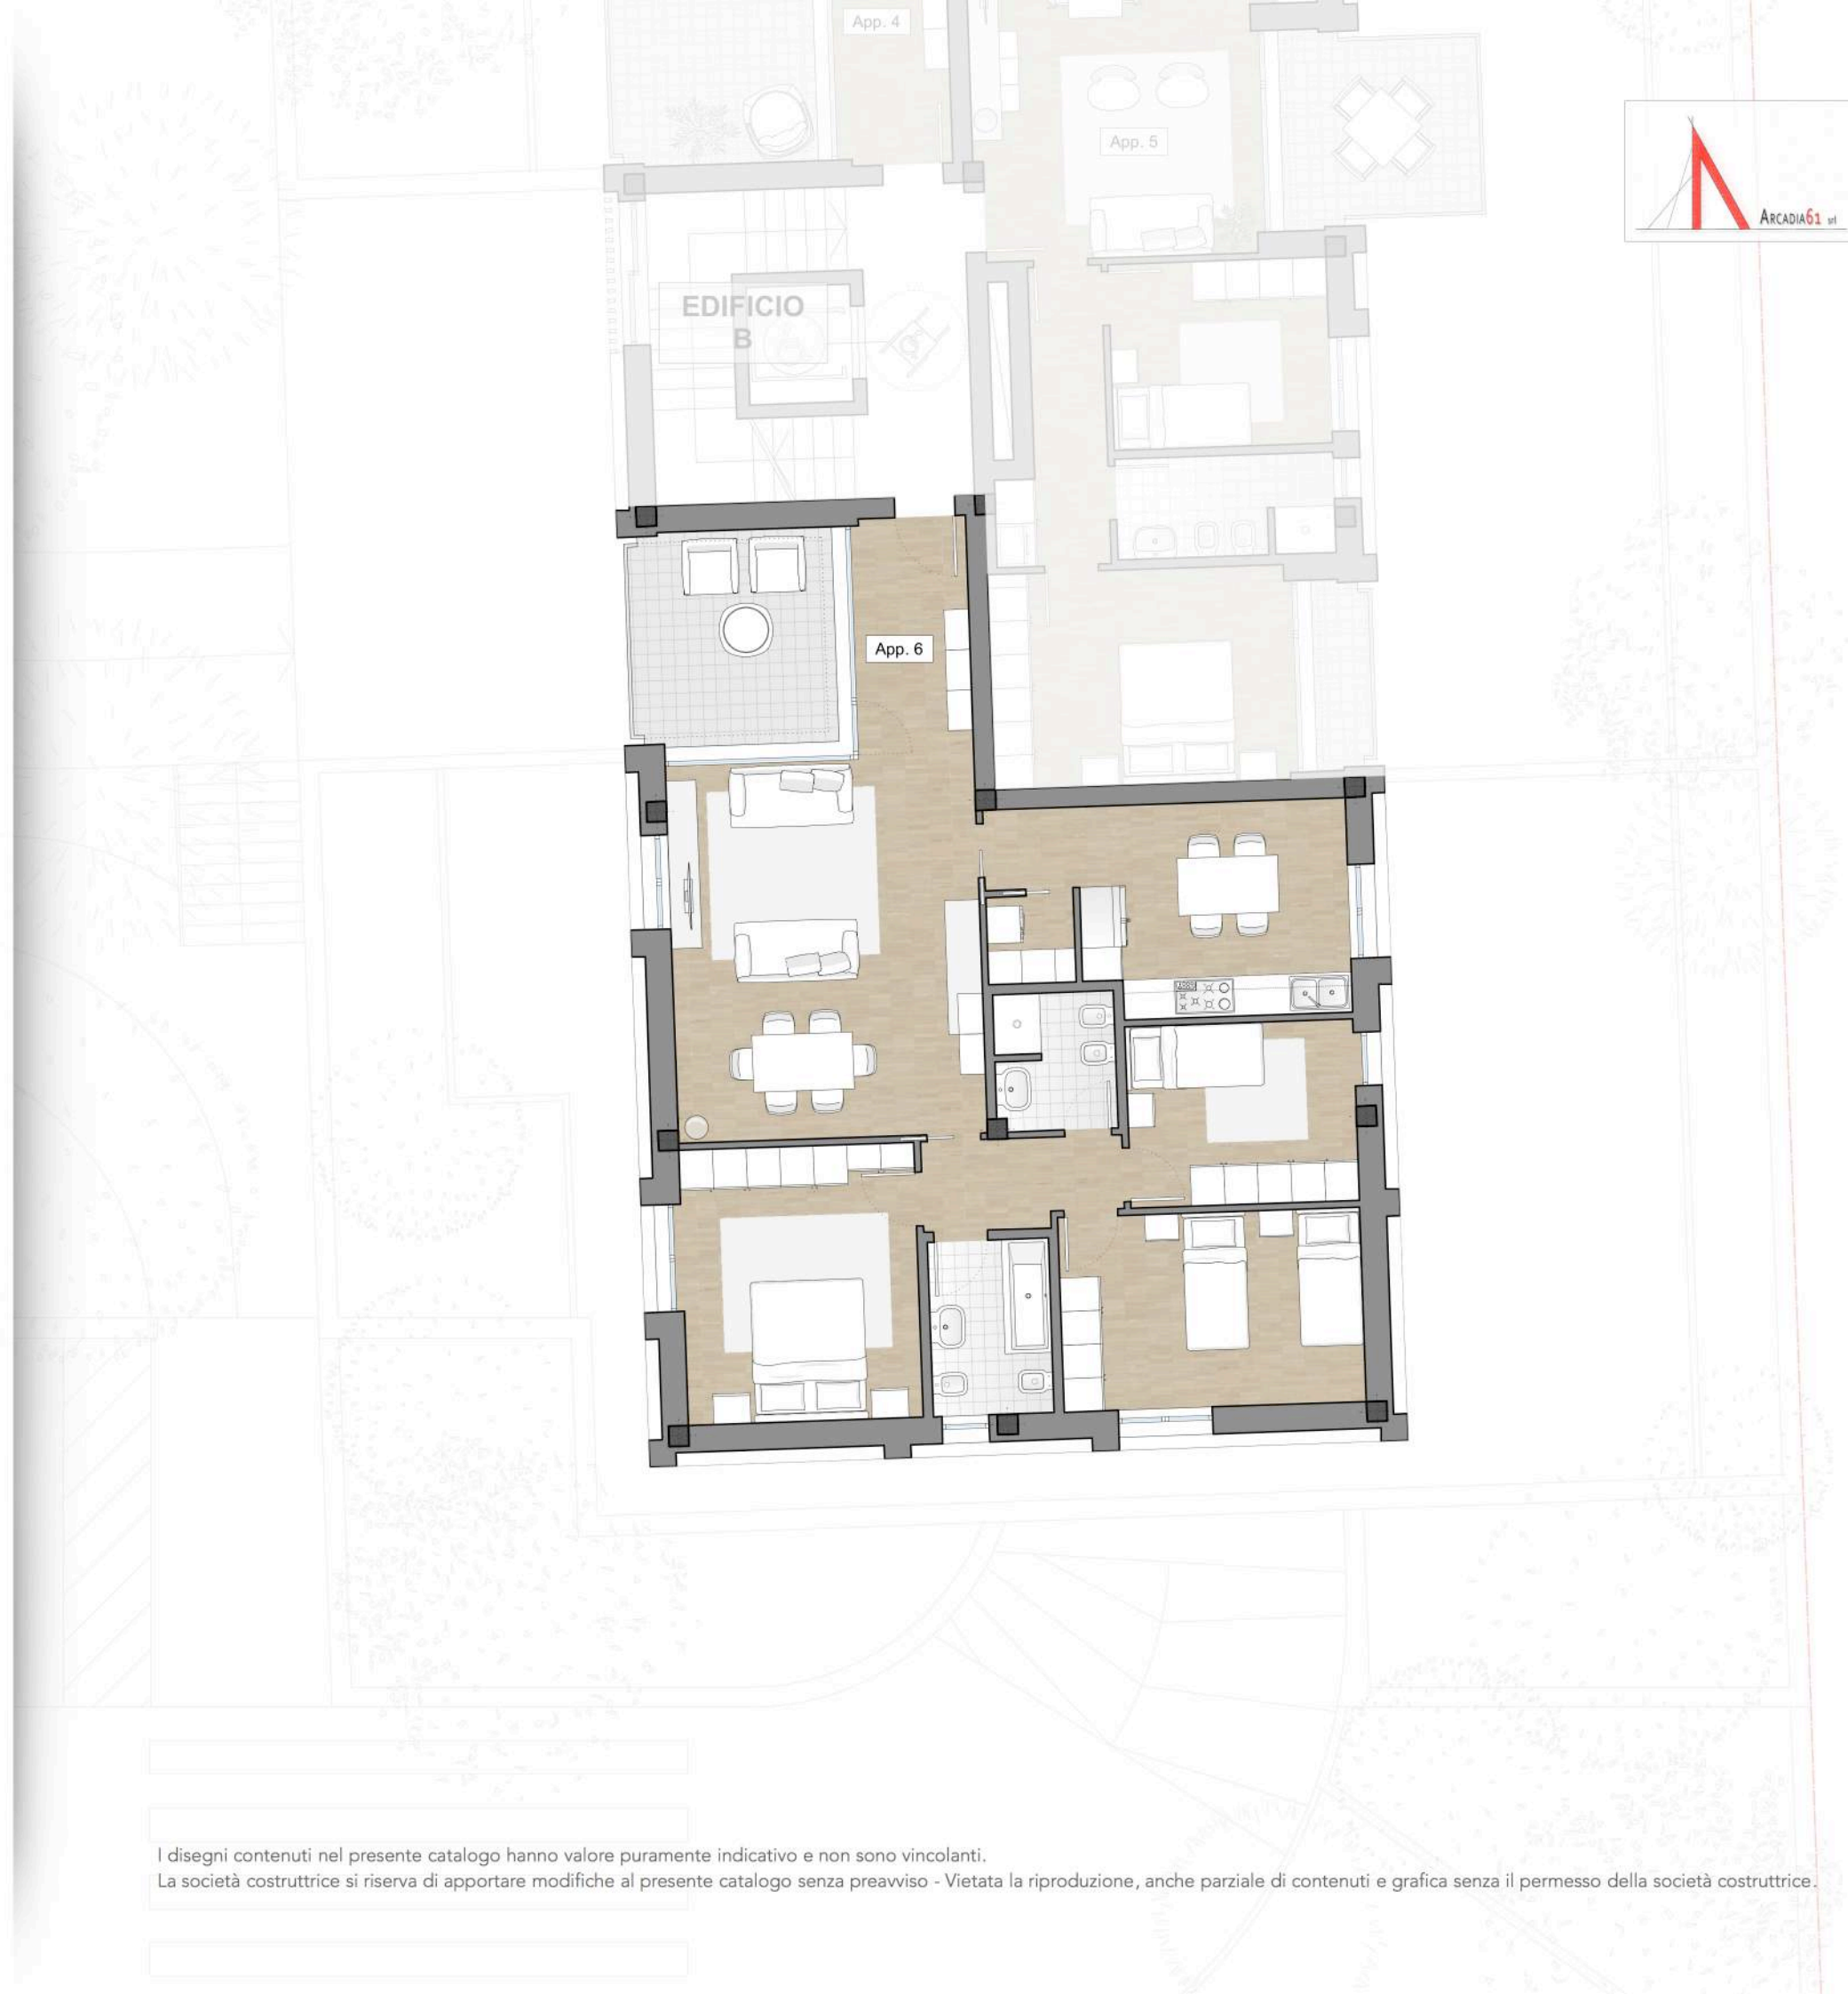 App. 4
App. 5
ARCADIA61 srl
EDIFICIO
B
App. 6
I disegni contenuti nel presente catalogo hanno valore puramente indicativo e non sono vincolanti.
La società costruttrice si riserva di apportare modifiche al presente catalogo senza preavviso - Vietata la riproduzione, anche parziale di contenuti e grafica senza il permesso della società costruttrice.